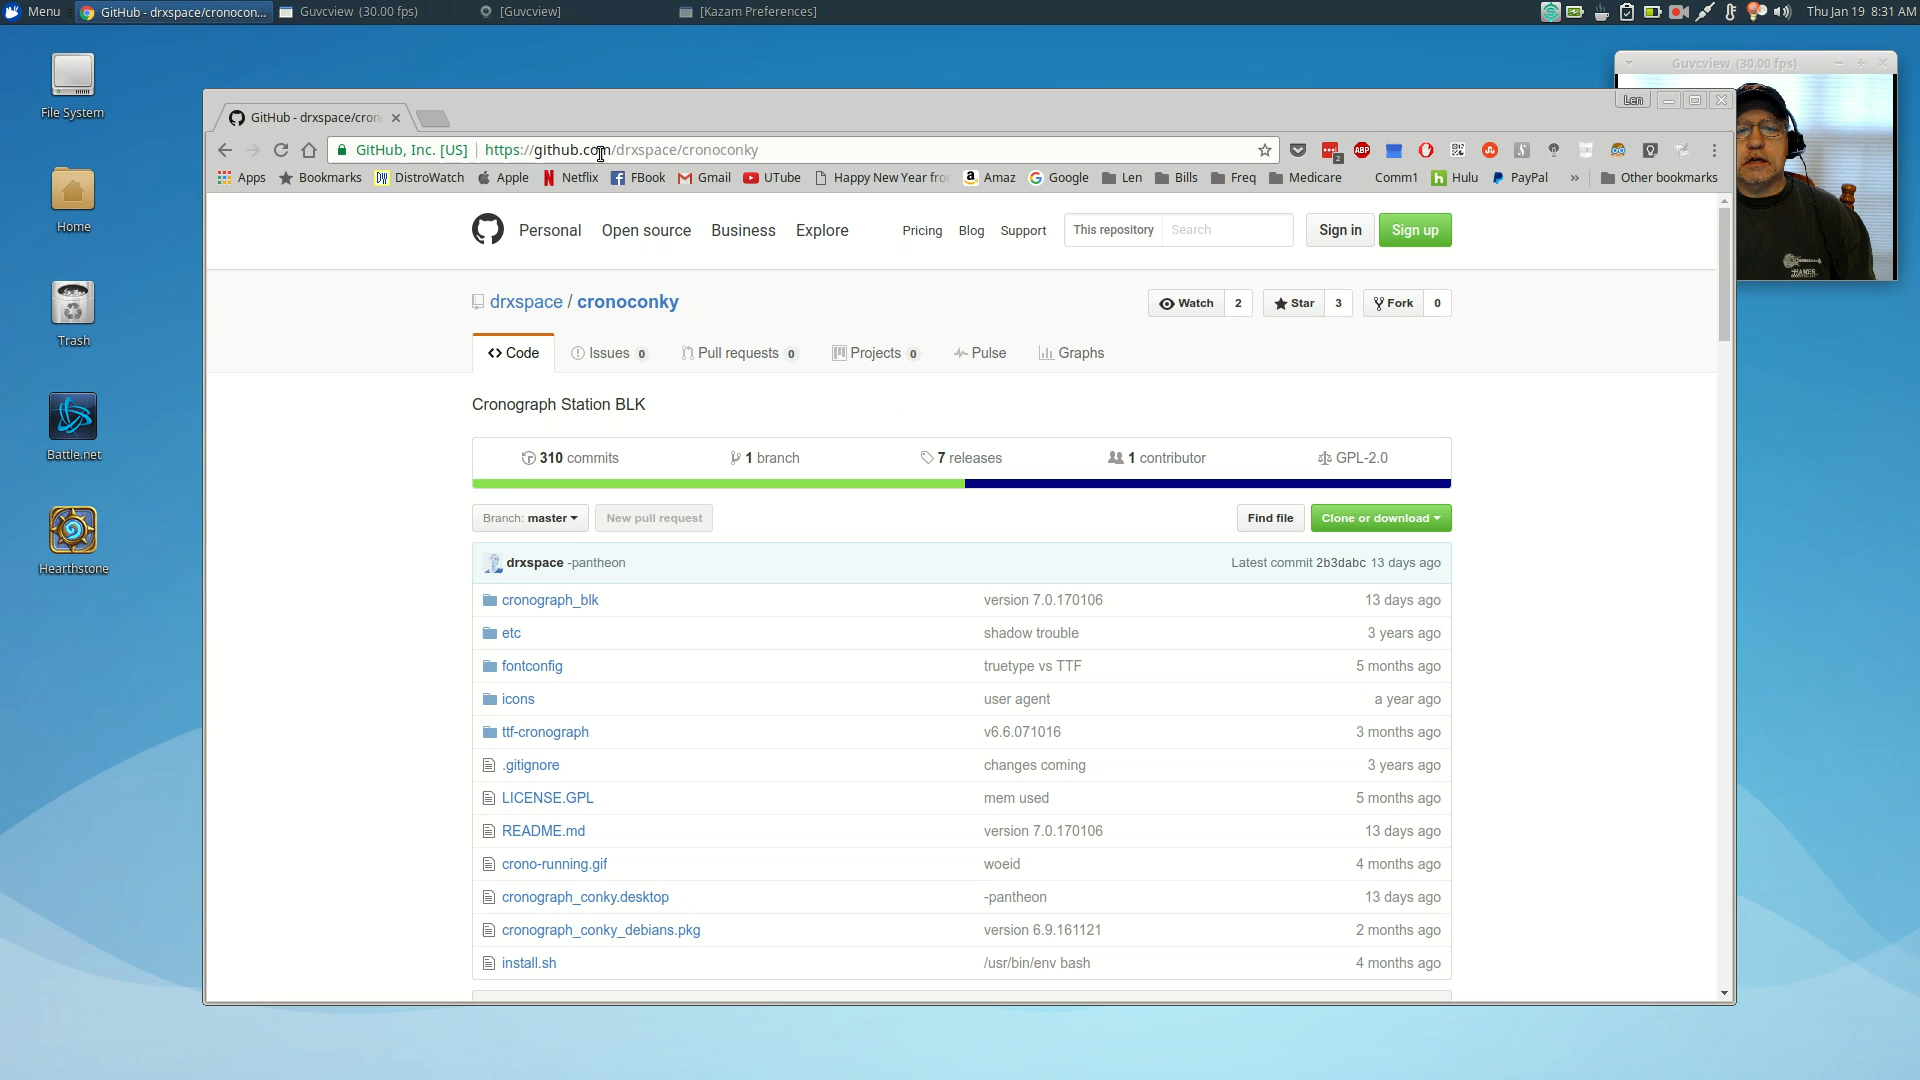 Menu
GitHub - drxspace/cronocon...
Guvcview (30.00 fps)
[Guvcview]
[Kazam Preferences]
Thu Jan 19 8:31 AM
File System
Home
Trash
Battle.net
Hearthstone
Guvcview (30.00 fps)
GitHub - drxspace/cron
Len
GitHub, Inc. [US]
https://github.com/drxspace/cronoconky
2
ABP
Apps
Bookmarks
DW DistroWatch
Apple
Netflix
FBook
Gmail
UTube
Happy New Year fro
Amaz
Google
Len
Bills
Freq
Medicare
Comm1
Hulu
PayPal
»
Other bookmarks
Personal
Open source
Business
Explore
Pricing
Blog
Support
This repository
Search
Sign in
Sign up
drxspace / cronoconky
Watch 2
Star 3
Fork 0
Code
Issues 0
Pull requests 0
Projects 0
Pulse
Graphs
Cronograph Station BLK
310 commits
1 branch
7 releases
1 contributor
GPL-2.0
Branch: master
New pull request
Find file
Clone or download
drxspace -pantheon
Latest commit 2b3dabc 13 days ago
cronograph_blk version 7.0.170106 13 days ago
etc shadow trouble 3 years ago
fontconfig truetype vs TTF 5 months ago
icons user agent a year ago
ttf-cronograph v6.6.071016 3 months ago
.gitignore changes coming 3 years ago
LICENSE.GPL mem used 5 months ago
README.md version 7.0.170106 13 days ago
crono-running.gif woeid 4 months ago
cronograph_conky.desktop -pantheon 13 days ago
cronograph_conky_debians.pkg version 6.9.161121 2 months ago
install.sh /usr/bin/env bash 4 months ago